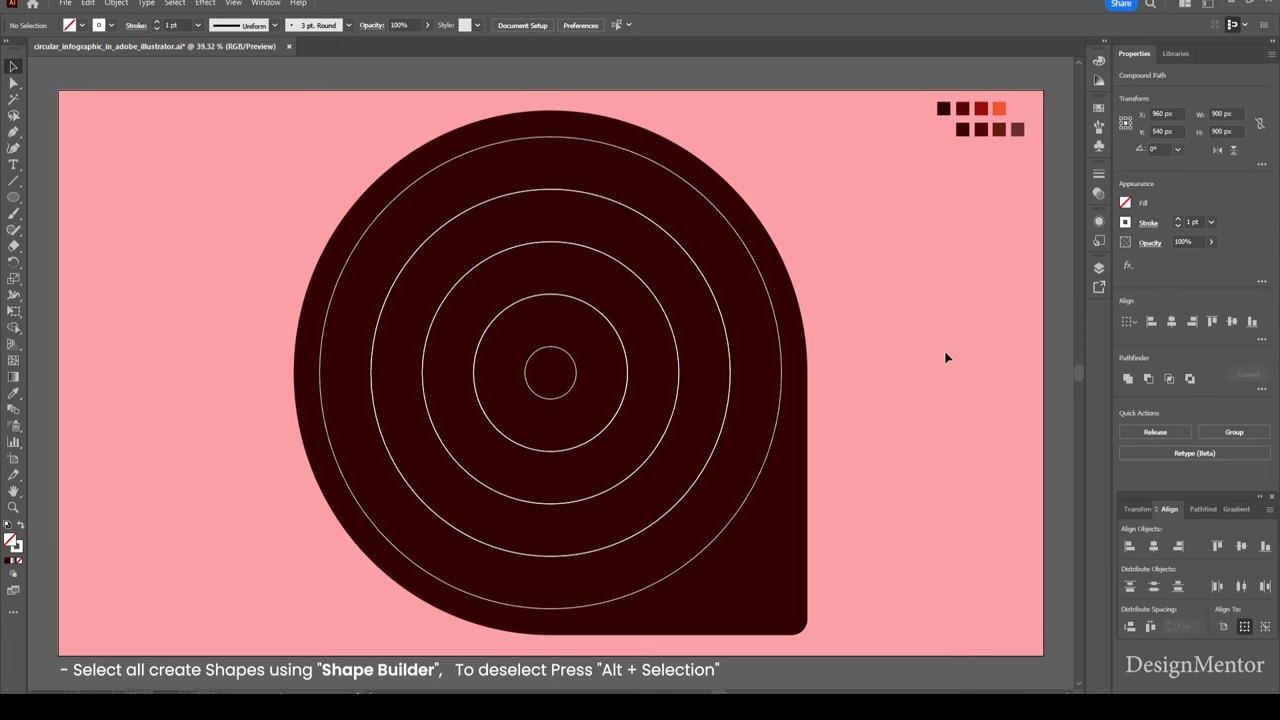 File Edit Object Type Select Effect View Window Help
Share
No Selection Stroke: 1 pt Uniform 3 pt. Round Opacity: 100% Style: Document Setup Preferences
circular_infographic_in_adobe_illustrator.ai* @ 39.32 % (RGB/Preview)
Properties Libraries
Compound Path
Transform
X: 960 px W: 900 px
Y: 540 px H: 900 px
0°
Appearance
Fill
Stroke 1 pt
Opacity 100%
fx.
Align
Pathfinder
Expand
Quick Actions
Release Group
Retype (Beta)
Transfor Align Pathfind Gradient
Align Objects:
Distribute Objects:
Distribute Spacing: Align To:
- Select all create Shapes using "Shape Builder", To deselect Press "Alt + Selection"
DesignMentor